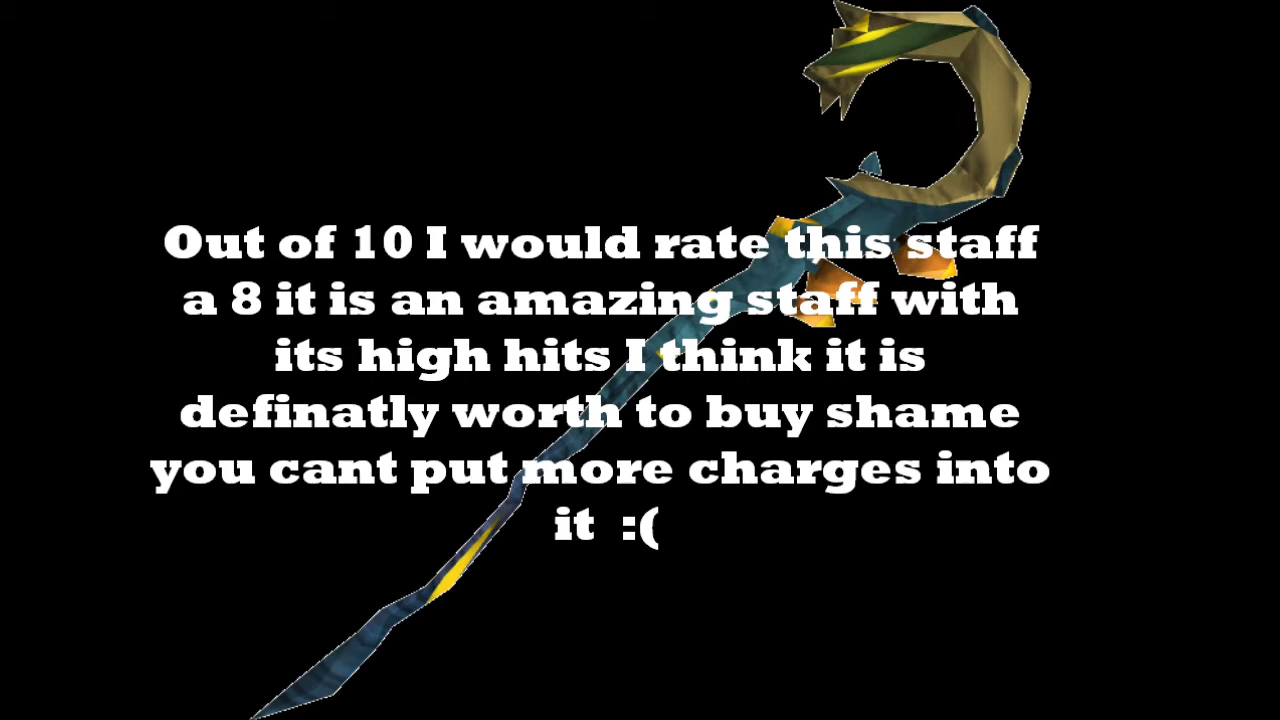 Out of 10 I would rate this staff
a 8 it is an amazing staff with
its high hits I think it is
definatly worth to buy shame
you cant put more charges into
it  :(